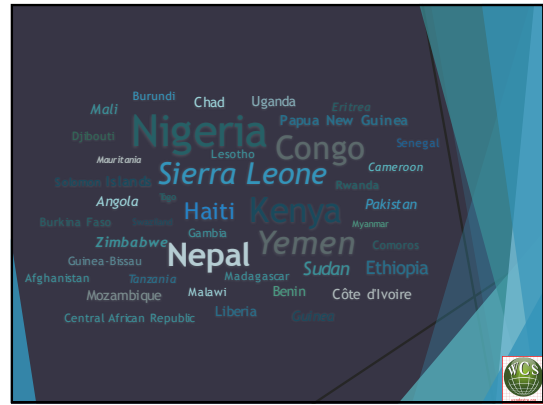 Burundi Chad Uganda Eritrea
Mali Papua New Guinea
Djibouti Nigeria Congo Senegal
Mauritania Lesotho Cameroon
Solomon Islands Sierra Leone Rwanda
Angola Togo Haiti Kenya Pakistan
Burkina Faso Swaziland Gambia Yemen Myanmar
Zimbabwe Nepal Comoros
Guinea-Bissau Sudan Ethiopia
Afghanistan Tanzania Madagascar
Mozambique Malawi Benin Côte d'Ivoire
Central African Republic Liberia Guinea
WCS